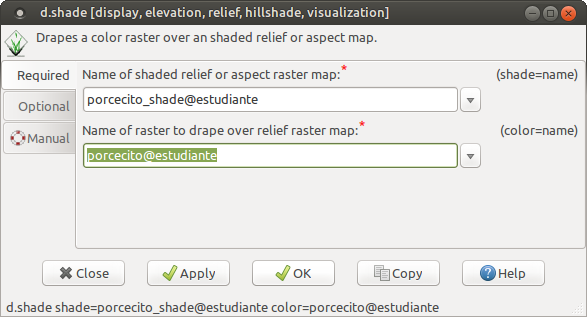 d.shade [display, elevation, relief, hillshade, visualization]
Drapes a color raster over an shaded relief or aspect map.
Required
Name of shaded relief or aspect raster map:* (shade=name)
porcecito_shade@estudiante
Optional
Name of raster to drape over relief raster map:* (color=name)
Manual
porcecito@estudiante
Close Apply OK Copy Help
d.shade shade=porcecito_shade@estudiante color=porcecito@estudiante